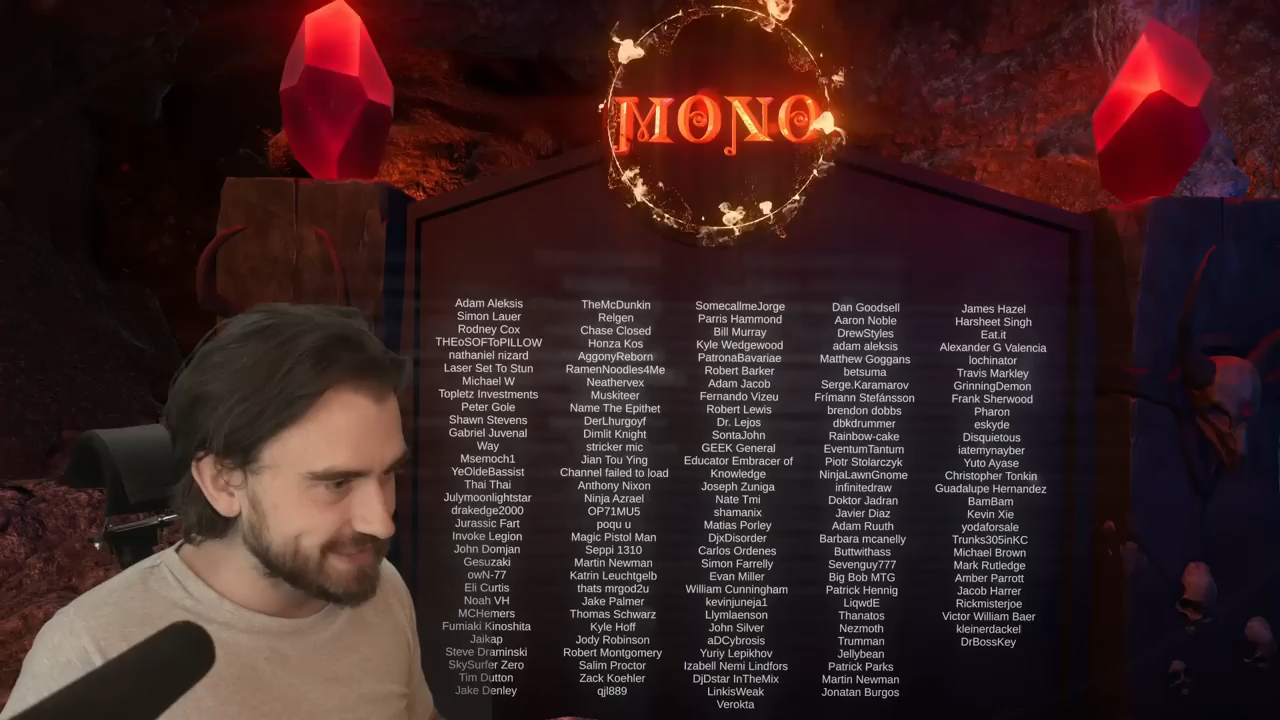 MONO
Adam Aleksis
Simon Lauer
Rodney Cox
THEoSOFToPILLOW
nathaniel nizard
Laser Set To Stun
Michael W
Topletz Investments
Peter Gole
Shawn Stevens
Gabriel Juvenal
Way
Msemoch1
YeOldeBassist
Thai Thai
Julymoonlightstar
drakedge2000
Jurassic Fart
Invoke Legion
John Domjan
Gesuzaki
owN-77
Eli Curtis
Noah VH
MCHemers
Fumiaki Kinoshita
Jaikap
Steve Draminski
SkySurfer Zero
Tim Dutton
Jake Denley
TheMcDunkin
Relgen
Chase Closed
Honza Kos
AggonyReborn
RamenNoodles4Me
Neathervex
Muskiteer
Name The Epithet
DerLhurgoyf
Dimlit Knight
stricker mic
Jian Tou Ying
Channel failed to load
Anthony Nixon
Ninja Azrael
OP71MU5
poqu u
Magic Pistol Man
Seppi 1310
Martin Newman
Katrin Leuchtgelb
thats mrgod2u
Jake Palmer
Thomas Schwarz
Kyle Hoff
Jody Robinson
Robert Montgomery
Salim Proctor
Zack Koehler
qjl889
SomecallmeJorge
Parris Hammond
Bill Murray
Kyle Wedgewood
PatronaBavariae
Robert Barker
Adam Jacob
Fernando Vizeu
Robert Lewis
Dr. Lejos
SontaJohn
GEEK General
Educator Embracer of
Knowledge
Joseph Zuniga
Nate Tmi
shamanix
Matias Porley
DjxDisorder
Carlos Ordenes
Simon Farrelly
Evan Miller
William Cunningham
kevinjuneja1
Llymlaenson
John Silver
aDCybrosis
Yuriy Lepikhov
Izabell Nemi Lindfors
DjDstar InTheMix
LinkisWeak
Verokta
Dan Goodsell
Aaron Noble
DrewStyles
adam aleksis
Matthew Goggans
betsuma
Serge.Karamarov
Frímann Stefánsson
brendon dobbs
dbkdrummer
Rainbow-cake
EventumTantum
Piotr Stolarczyk
NinjaLawnGnome
infinitedraw
Doktor Jadran
Javier Diaz
Adam Ruuth
Barbara mcanelly
Buttwithass
Sevenguy777
Big Bob MTG
Patrick Hennig
LiqwdE
Thanatos
Nezmoth
Trumman
Jellybean
Patrick Parks
Martin Newman
Jonatan Burgos
James Hazel
Harsheet Singh
Eat.it
Alexander G Valencia
lochinator
Travis Markley
GrinningDemon
Frank Sherwood
Pharon
eskyde
Disquietous
iatemynayber
Yuto Ayase
Christopher Tonkin
Guadalupe Hernandez
BamBam
Kevin Xie
yodaforsale
Trunks305inKC
Michael Brown
Mark Rutledge
Amber Parrott
Jacob Harrer
Rickmisterjoe
Victor William Baer
kleinerdackel
DrBossKey